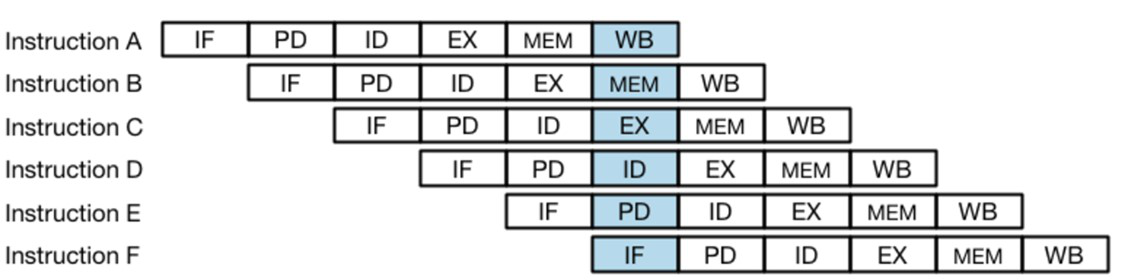 Instruction A IF PD ID EX MEM WB
Instruction B IF PD ID EX MEM WB
Instruction C IF PD ID EX MEM WB
Instruction D IF PD ID EX MEM WB
Instruction E IF PD ID EX MEM WB
Instruction F IF PD ID EX MEM WB